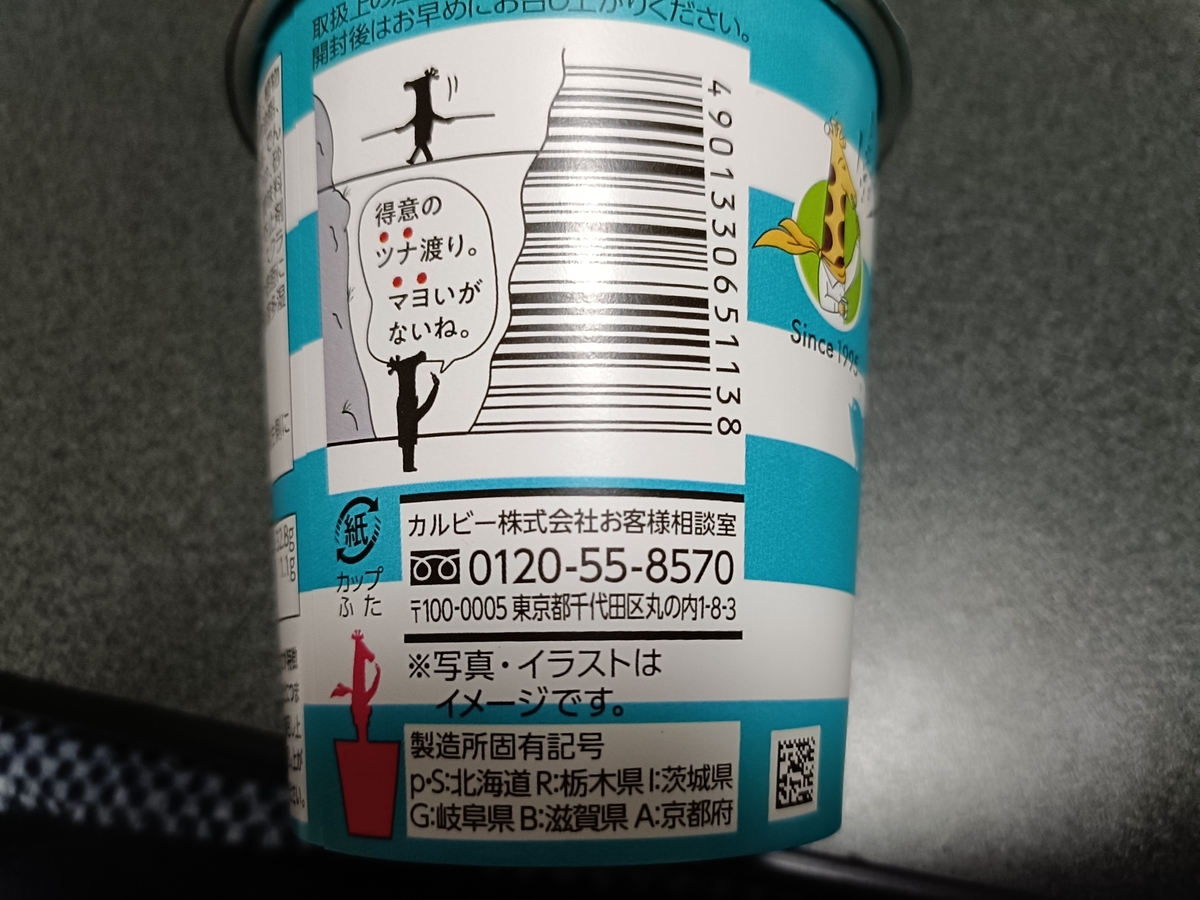 開封後はお早めにお召し上がりください。
得意の
ツナ渡り。
マヨいが
ないね。
4901330651138
Since 1995
紙
カップ
ふた
カルビー株式会社お客様相談室
0120-55-8570
〒100-0005 東京都千代田区丸の内1-8-3
※写真・イラストは
イメージです。
製造所固有記号
p・S:北海道 R:栃木県 I:茨城県
G:岐阜県 B:滋賀県 A:京都府